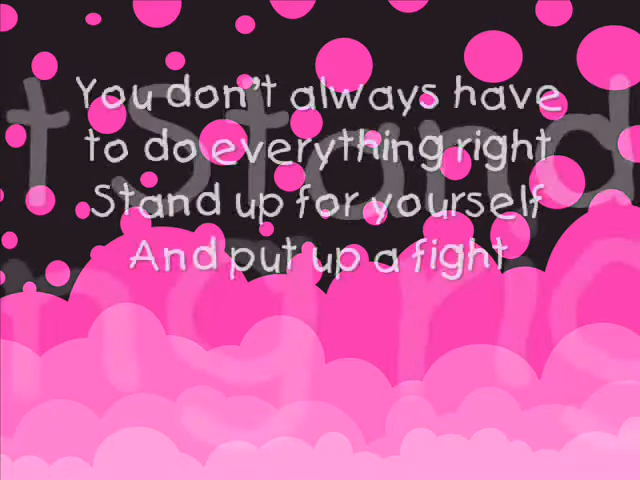 You don't always have
to do everything right
Stand up for yourself
And put up a fight